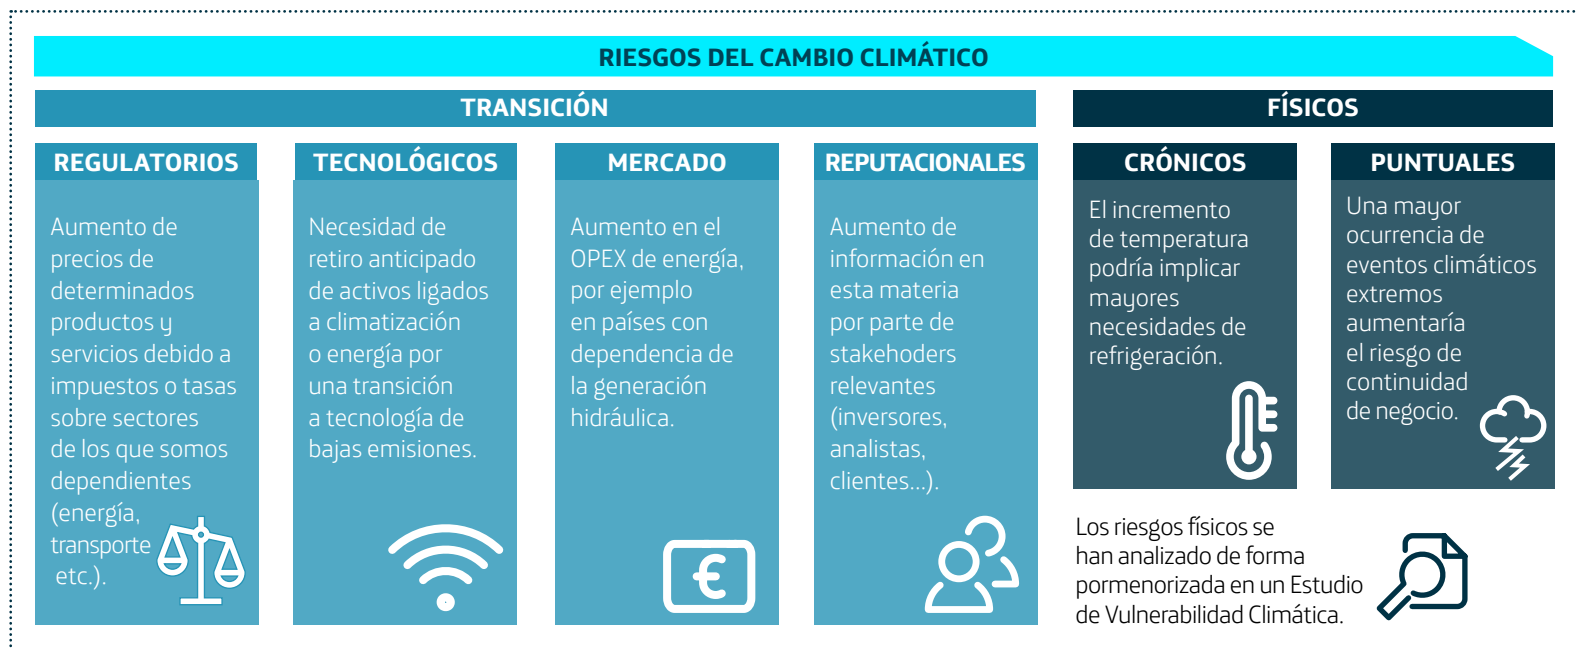 RIESGOS DEL CAMBIO CLIMÁTICO
TRANSICIÓN
REGULATORIOS
Aumento de
precios de
determinados
productos y
servicios debido a
impuestos o tasas
sobre sectores
de los que somos
dependientes
(energía,
transporte
etc.).
TECNOLÓGICOS
Necesidad de
retiro anticipado
de activos ligados
a climatización
o energía por
una transición
a tecnología de
bajas emisiones.
MERCADO
Aumento en el
OPEX de energía,
por ejemplo
en países con
dependencia de
la generación
hidráulica.
€
REPUTACIONALES
Aumento de
información en
esta materia
por parte de
stakehoders
relevantes
(inversores,
analistas,
clientes...).
FÍSICOS
CRÓNICOS
El incremento
de temperatura
podría implicar
mayores
necesidades de
refrigeración.
PUNTUALES
Una mayor
ocurrencia de
eventos climáticos
extremos
aumentaría
el riesgo de
continuidad
de negocio.
Los riesgos físicos se
han analizado de forma
pormenorizada en un Estudio
de Vulnerabilidad Climática.